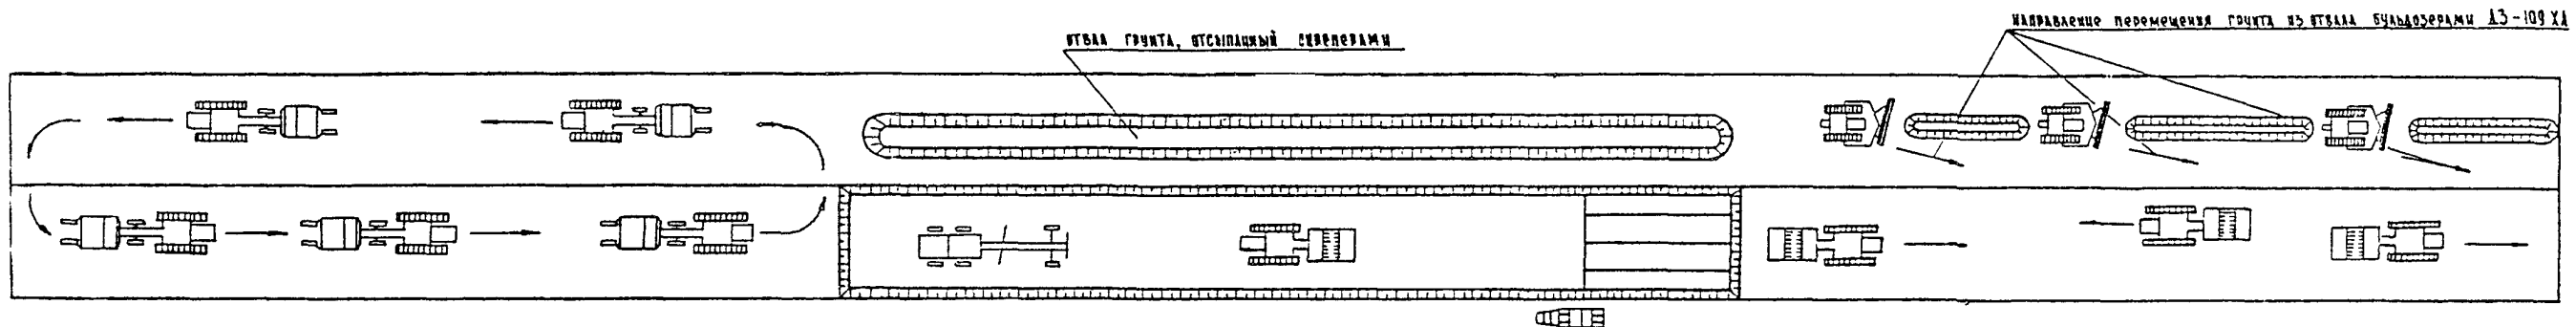 отвал грунта, отсыпанный скреперами
направление перемещения грунта из отвала бульдозерами ДЗ-109 ХЛ